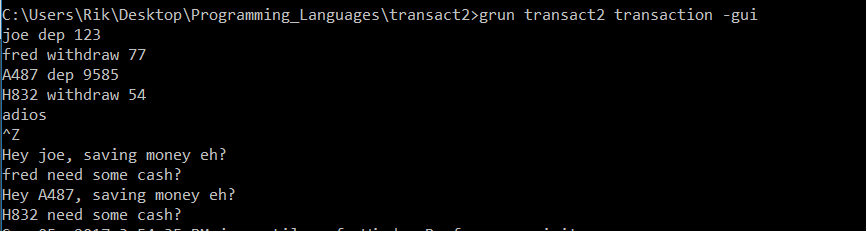 C:\Users\Rik\Desktop\Programming_Languages\transact2>grun transact2 transaction -gui
joe dep 123
fred withdraw 77
A487 dep 9585
H832 withdraw 54
adios
^Z
Hey joe, saving money eh?
fred need some cash?
Hey A487, saving money eh?
H832 need some cash?